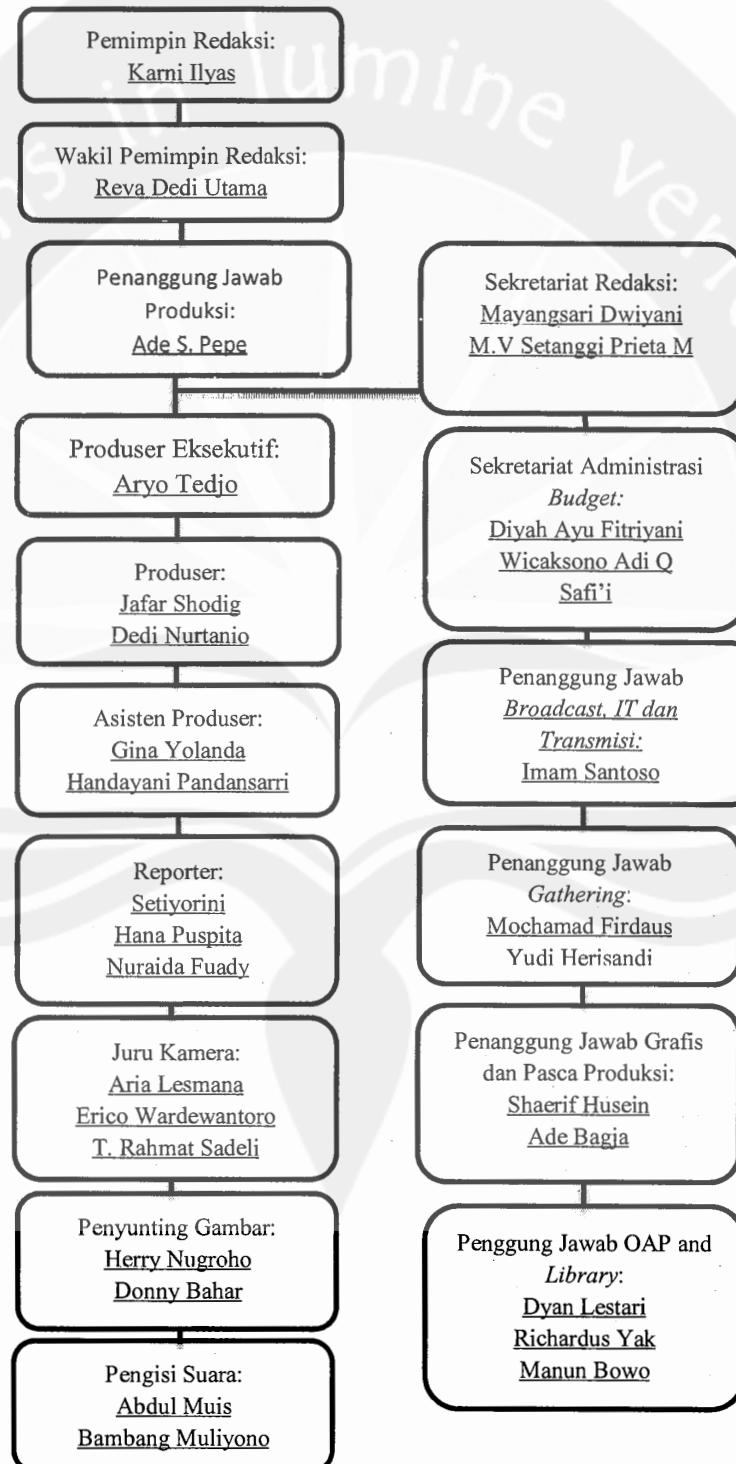 Pemimpin Redaksi:
Karni Ilyas
Wakil Pemimpin Redaksi:
Reva Dedi Utama
Penanggung Jawab
Produksi:
Ade S. Pepe
Produser Eksekutif:
Aryo Tedjo
Produser:
Jafar Shodig
Dedi Nurtanio
Asisten Produser:
Gina Yolanda
Handayani Pandansarri
Reporter:
Setiyorini
Hana Puspita
Nuraida Fuady
Juru Kamera:
Aria Lesmana
Erico Wardewantoro
T. Rahmat Sadeli
Penyunting Gambar:
Herry Nugroho
Donny Bahar
Pengisi Suara:
Abdul Muis
Bambang Muliyono
Sekretariat Redaksi:
Mayangsari Dwiyani
M.V Setanggi Prieta M
Sekretariat Administrasi
Budget:
Diyah Ayu Fitriyani
Wicaksono Adi Q
Safi'i
Penanggung Jawab
Broadcast, IT dan
Transmisi:
Imam Santoso
Penanggung Jawab
Gathering:
Mochamad Firdaus
Yudi Herisandi
Penanggung Jawab Grafis
dan Pasca Produksi:
Shaerif Husein
Ade Bagja
Penggung Jawab OAP and
Library:
Dyan Lestari
Richardus Yak
Manun Bowo
in lumine